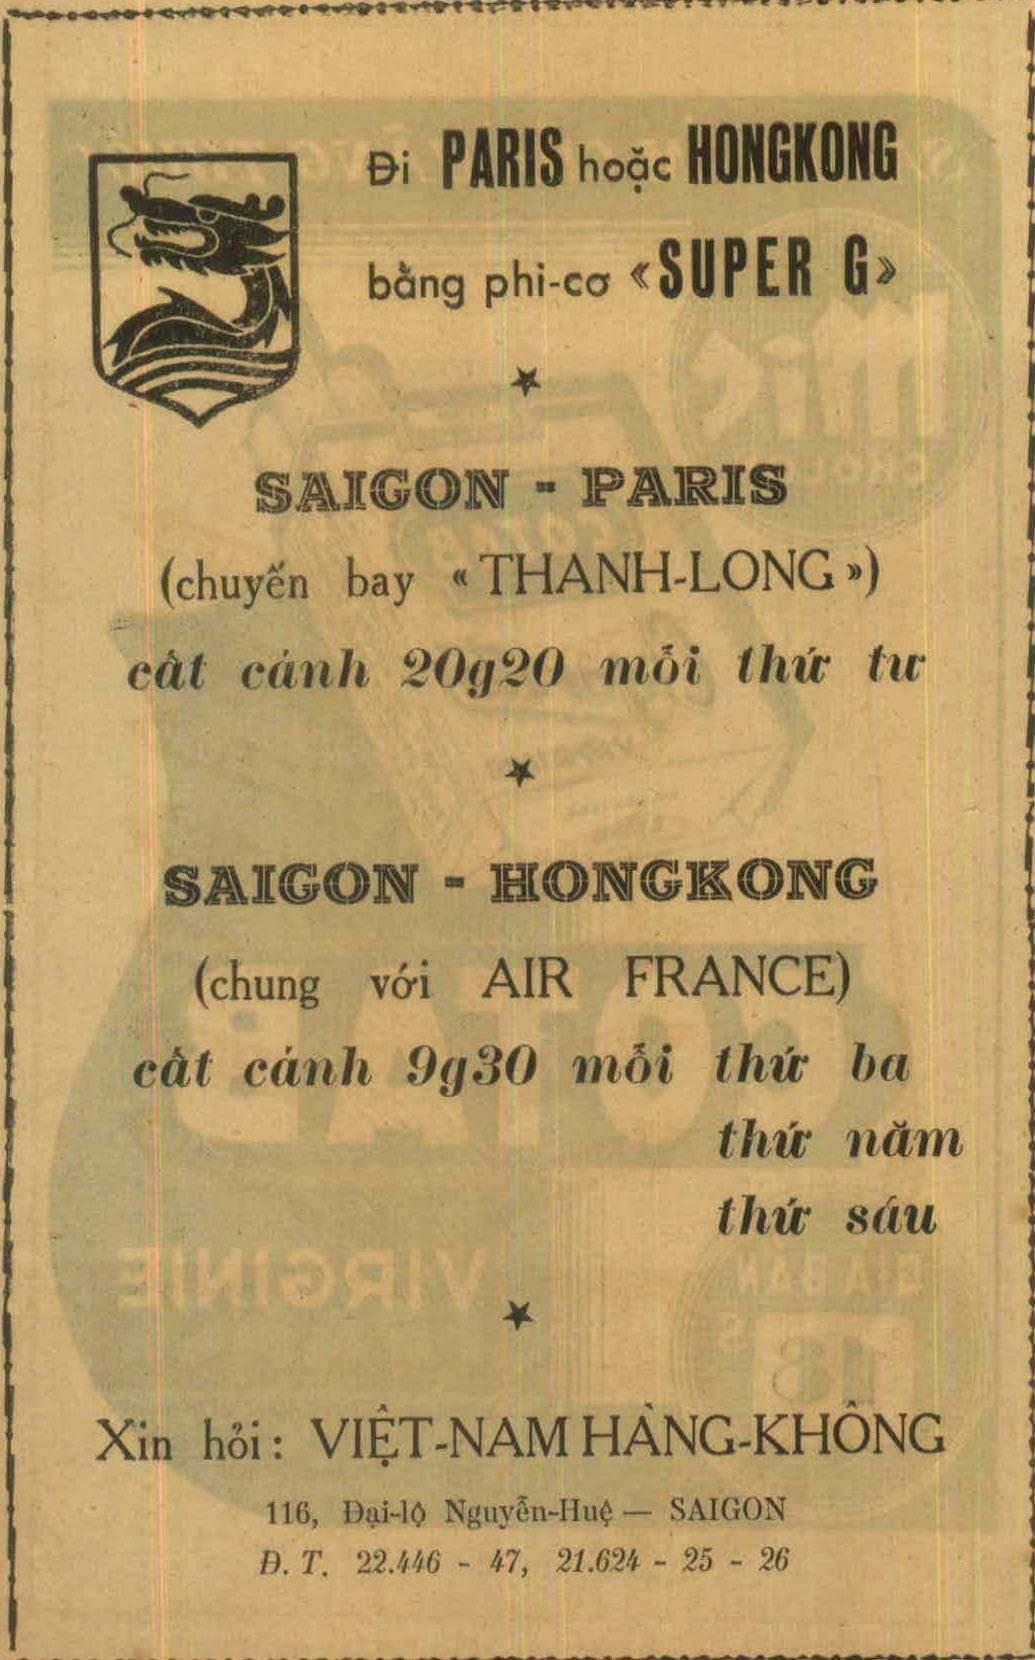 Đi PARIS hoặc HONGKONG
bằng phi-cơ «SUPER G»
SAIGON - PARIS
(chuyến bay «THANH-LONG»)
cất cánh 20g20 mỗi thứ tư
SAIGON - HONGKONG
(chung với AIR FRANCE)
cất cánh 9g30 mỗi thứ ba
thứ năm
thứ sáu
Xin hỏi: VIỆT-NAM HÀNG-KHÔNG
116, Đại-lộ Nguyễn-Huệ — SAIGON
Đ. T. 22.446 - 47, 21.624 - 25 - 26